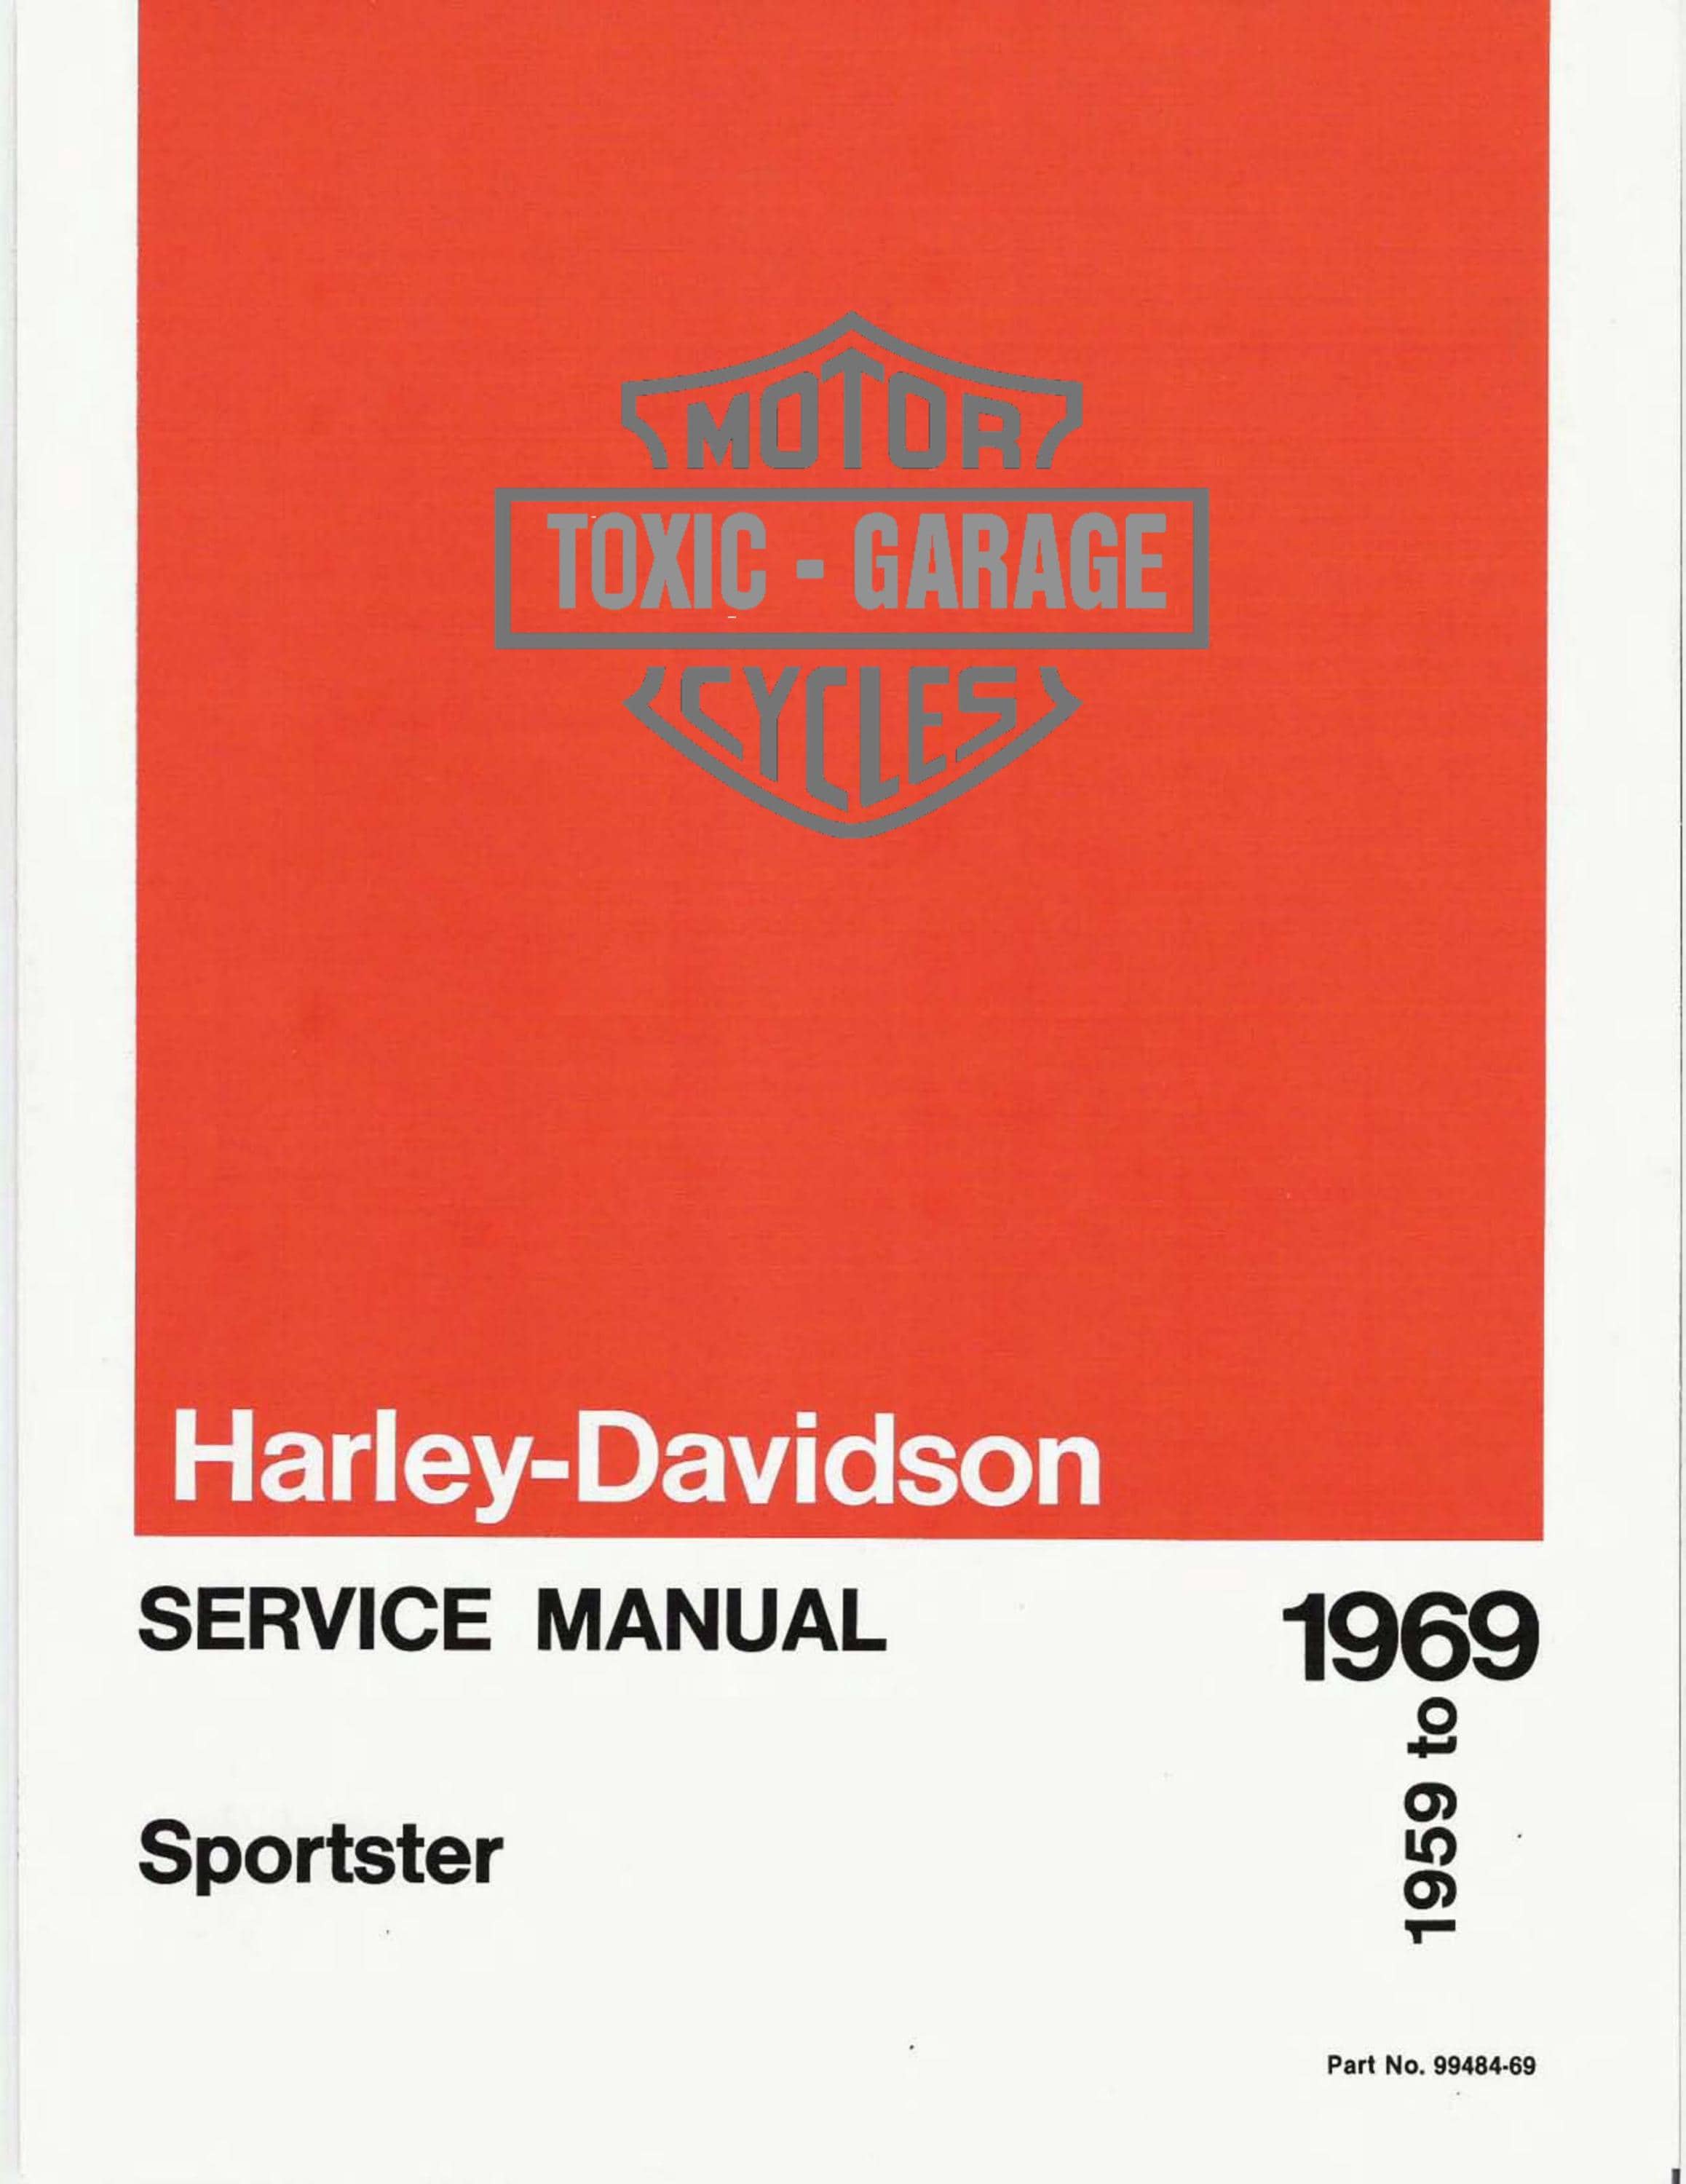 MOTOR
TOXIC - GARAGE
CYCLES
Harley-Davidson
SERVICE MANUAL
1969
1959 to
Sportster
Part No. 99484-69